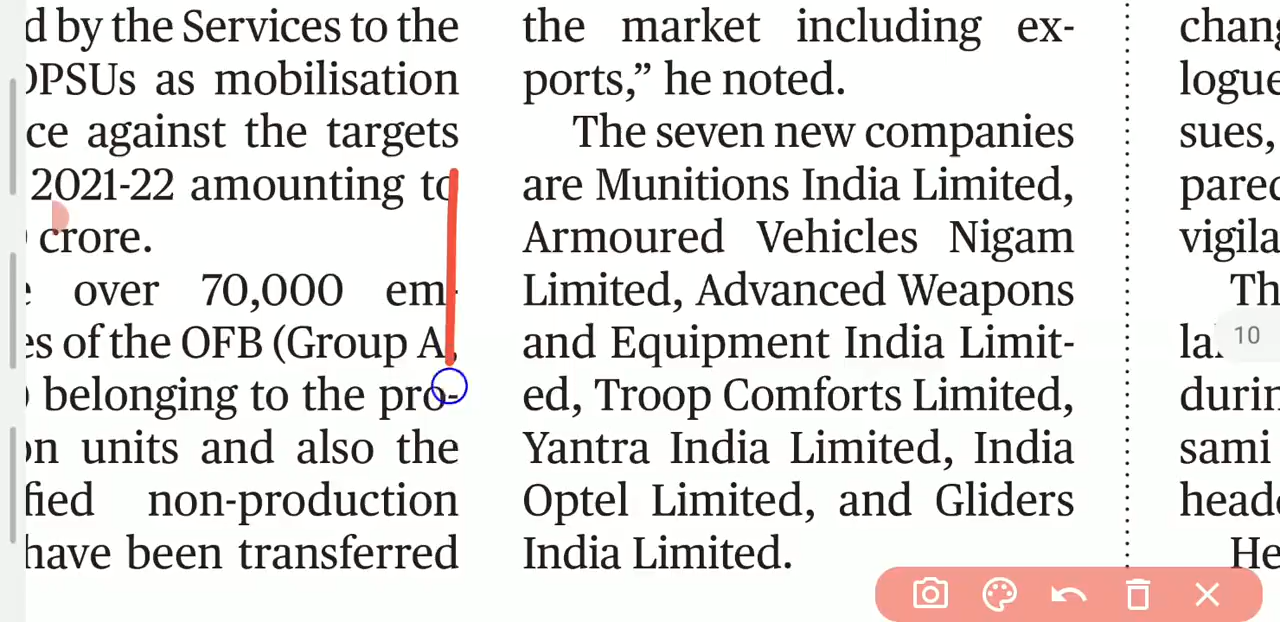 d by the Services to the
DPSUs as mobilisation
ce against the targets
2021-22 amounting to
crore.
over 70,000 em-
es of the OFB (Group A,
belonging to the pro-
on units and also the
fied non-production
have been transferred
the market including ex-
ports,” he noted.
The seven new companies
are Munitions India Limited,
Armoured Vehicles Nigam
Limited, Advanced Weapons
and Equipment India Limit-
ed, Troop Comforts Limited,
Yantra India Limited, India
Optel Limited, and Gliders
India Limited.
chang
logue
sues,
pared
vigila
Th
la
durin
sami
heade
He
10